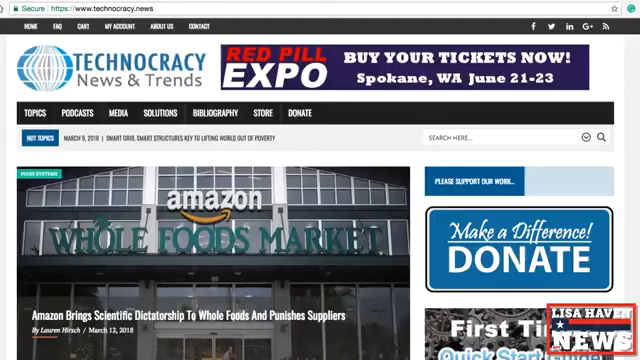 Secure https://www.technocracy.news
HOME FAQ CART MY ACCOUNT ABOUT US CONTACT
TECHNOCRACY
News & Trends
RED PILL
EXPO
BUY YOUR TICKETS NOW!
Spokane, WA June 21-23
TOPICS PODCASTS MEDIA SOLUTIONS BIBLIOGRAPHY STORE DONATE
HOT TOPICS MARCH 9, 2018 | SMART GRID, SMART STRUCTURES KEY TO LIFTING WORLD OUT OF POVERTY
SEARCH HERE...
FOOD SYSTEMS
amazon
WHOLE FOODS MARKET
Amazon Brings Scientific Dictatorship To Whole Foods And Punishes Suppliers
By Lauren Hirsch / March 12, 2018
PLEASE SUPPORT OUR WORK...
Make a Difference!
DONATE
First Tim
Quick Start Guide
LISA HAVEN
NEWS